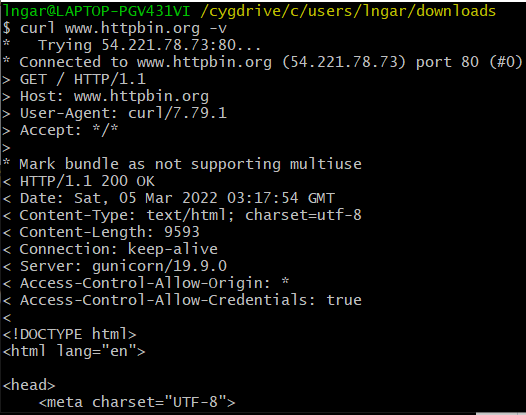 lngar@LAPTOP-PGV431VI /cygdrive/c/users/lngar/downloads
$ curl www.httpbin.org -v
*   Trying 54.221.78.73:80...
* Connected to www.httpbin.org (54.221.78.73) port 80 (#0)
> GET / HTTP/1.1
> Host: www.httpbin.org
> User-Agent: curl/7.79.1
> Accept: */*
>
* Mark bundle as not supporting multiuse
< HTTP/1.1 200 OK
< Date: Sat, 05 Mar 2022 03:17:54 GMT
< Content-Type: text/html; charset=utf-8
< Content-Length: 9593
< Connection: keep-alive
< Server: gunicorn/19.9.0
< Access-Control-Allow-Origin: *
< Access-Control-Allow-Credentials: true
<
<!DOCTYPE html>
<html lang="en">

<head>
    <meta charset="UTF-8">